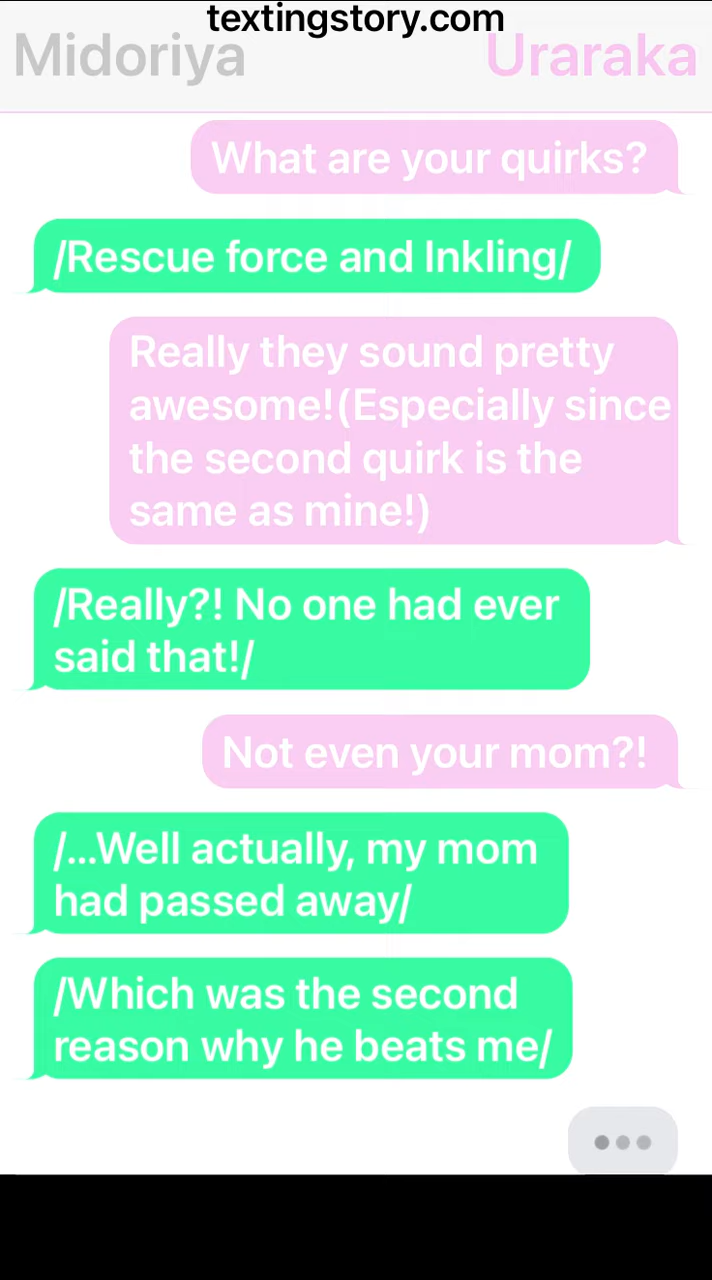 textingstory.com
Midoriya Uraraka
What are your quirks?
/Rescue force and Inkling/
Really they sound pretty
awesome!(Especially since
the second quirk is the
same as mine!)
/Really?! No one had ever
said that!/
Not even your mom?!
/...Well actually, my mom
had passed away/
/Which was the second
reason why he beats me/